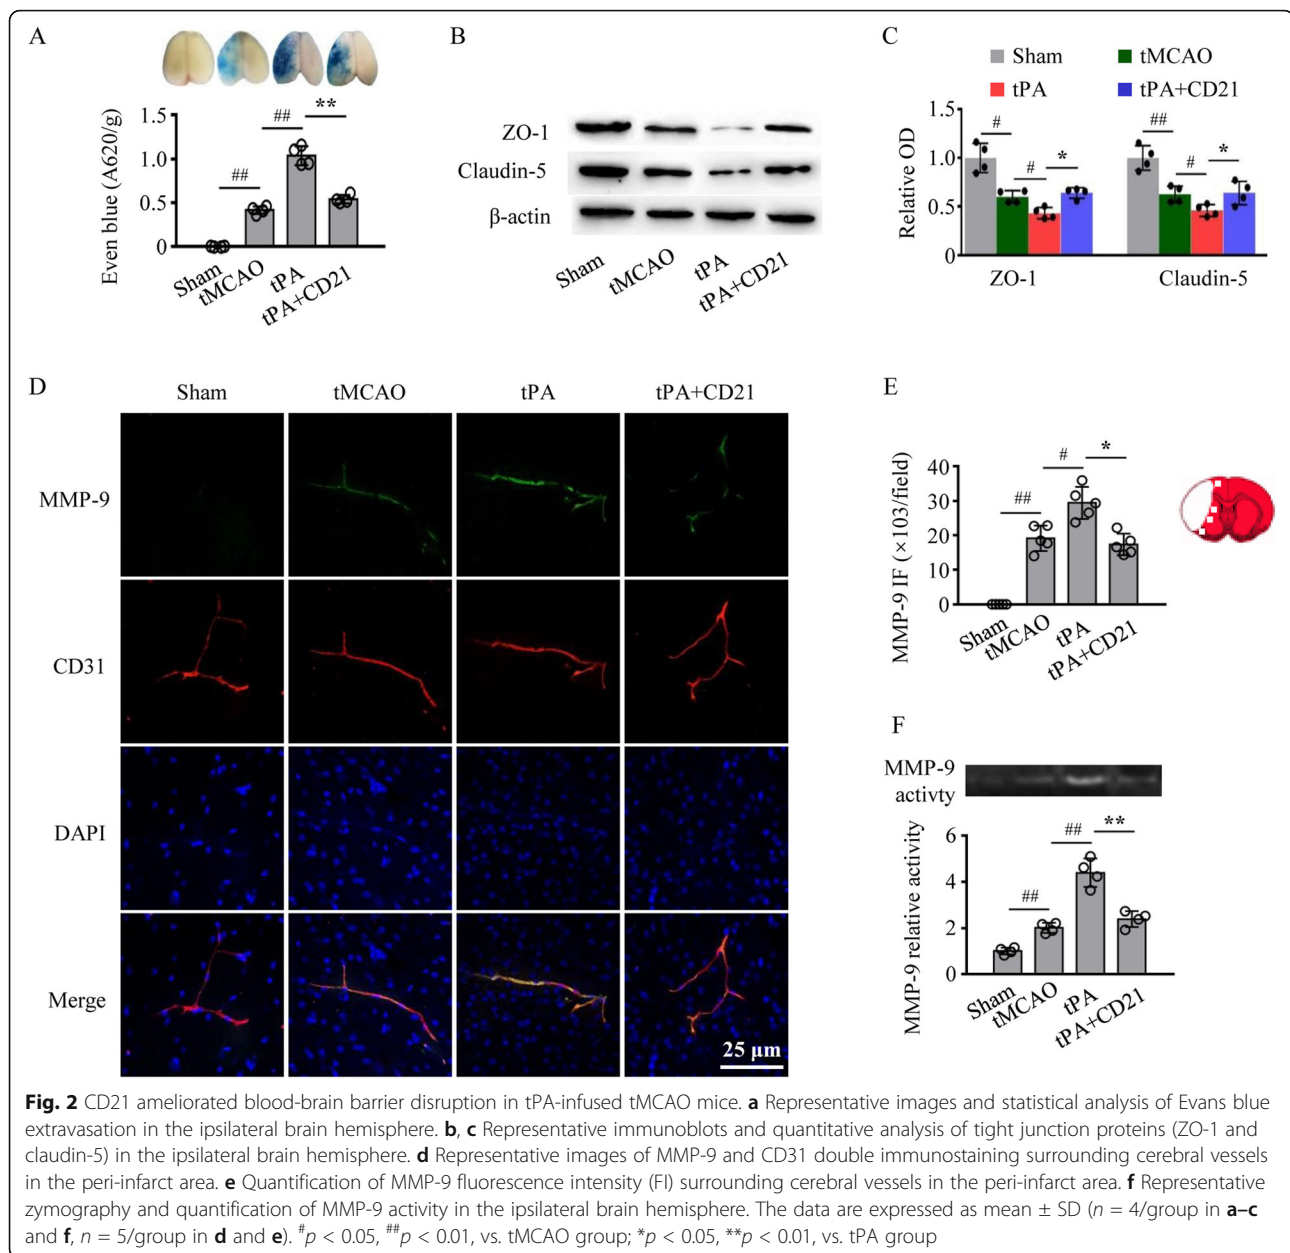 A
Even blue (A620/g)
1.5
1.0
0.5
0
##
##
**
Sham
tMCAO
tPA
tPA+CD21
B
ZO-1
Claudin-5
β-actin
Sham
tMCAO
tPA
tPA+CD21
C
Sham
tMCAO
tPA
tPA+CD21
Relative OD
1.5
1.0
0.5
0
#
#
*
##
#
*
ZO-1
Claudin-5
D
Sham
tMCAO
tPA
tPA+CD21
MMP-9
CD31
DAPI
Merge
25 μm
E
MMP-9 IF (×103/field)
40
30
20
10
0
##
#
*
Sham
tMCAO
tPA
tPA+CD21
F
MMP-9
activty
MMP-9 relative activity
6
4
2
0
##
##
**
Sham
tMCAO
tPA
tPA+CD21
Fig. 2 CD21 ameliorated blood-brain barrier disruption in tPA-infused tMCAO mice. a Representative images and statistical analysis of Evans blue
extravasation in the ipsilateral brain hemisphere. b, c Representative immunoblots and quantitative analysis of tight junction proteins (ZO-1 and
claudin-5) in the ipsilateral brain hemisphere. d Representative images of MMP-9 and CD31 double immunostaining surrounding cerebral vessels
in the peri-infarct area. e Quantification of MMP-9 fluorescence intensity (FI) surrounding cerebral vessels in the peri-infarct area. f Representative
zymography and quantification of MMP-9 activity in the ipsilateral brain hemisphere. The data are expressed as mean ± SD (n = 4/group in a–c
and f, n = 5/group in d and e). #p < 0.05, ##p < 0.01, vs. tMCAO group; *p < 0.05, **p < 0.01, vs. tPA group